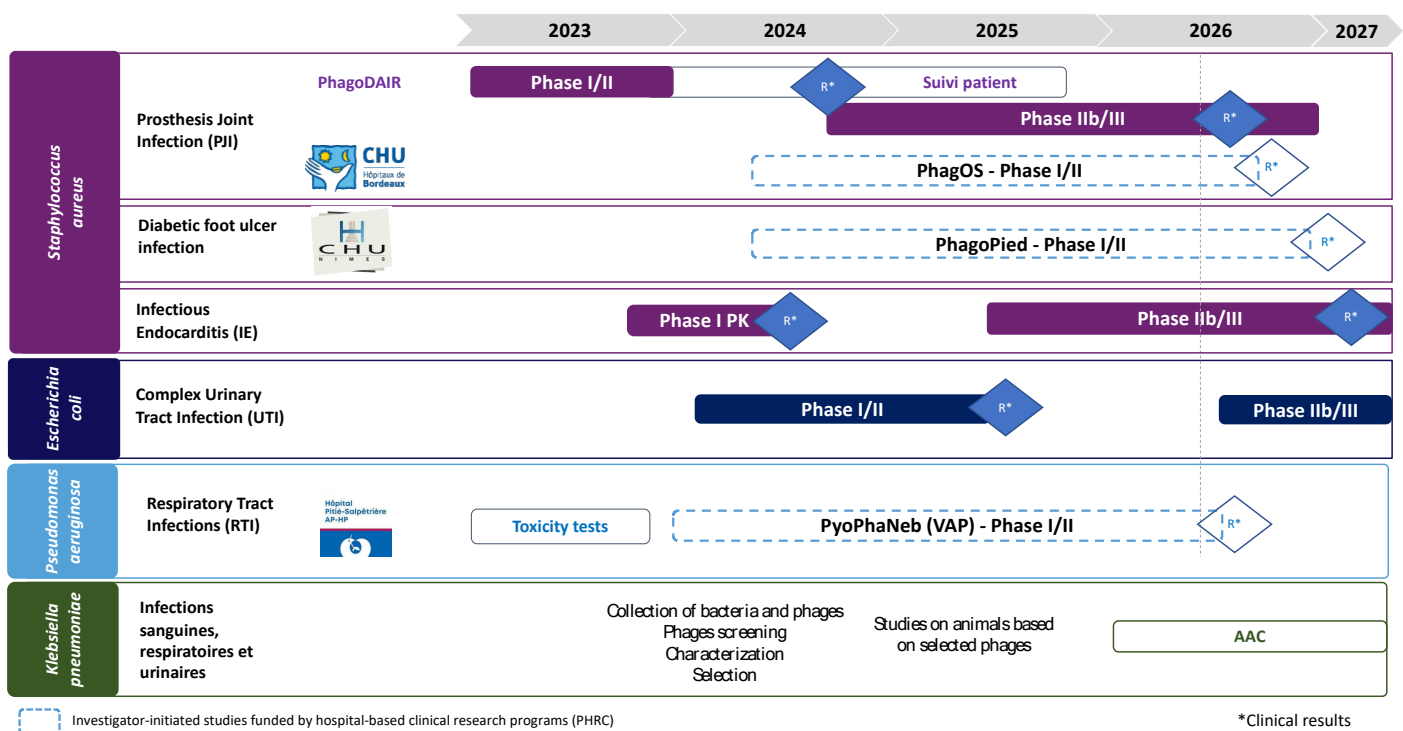 2023 2024 2025 2026 2027
Staphylococcus
aureus
PhagoDAIR
Phase I/II
R*
Suivi patient
Prosthesis Joint
Infection (PJI)
Phase IIb/III
R*
CHU
Hôpitaux de
Bordeaux
PhagOS - Phase I/II
R*
Diabetic foot ulcer
infection
H
CHU
NIMES
PhagoPied - Phase I/II
R*
Infectious
Endocarditis (IE)
Phase I PK
R*
Phase IIb/III
R*
Escherichia
coli
Complex Urinary
Tract Infection (UTI)
Phase I/II
R*
Phase IIb/III
Pseudomonas
aeruginosa
Respiratory Tract
Infections (RTI)
Hôpital
Pitié-Salpêtrière
AP-HP
Toxicity tests
PyoPhaNeb (VAP) - Phase I/II
R*
Klebsiella
pneumoniae
Infections
sanguines,
respiratoires et
urinaires
Collection of bacteria and phages
Phages screening
Characterization
Selection
Studies on animals based
on selected phages
AAC
Investigator-initiated studies funded by hospital-based clinical research programs (PHRC)
*Clinical results